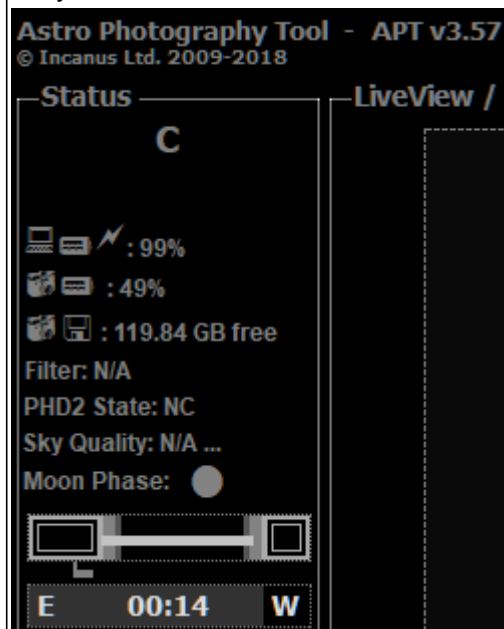 Astro Photography Tool - APT v3.57
© Incanus Ltd. 2009-2018
Status
LiveView /
C
: 99%
: 49%
: 119.84 GB free
Filter: N/A
PHD2 State: NC
Sky Quality: N/A ...
Moon Phase:
E 00:14 W